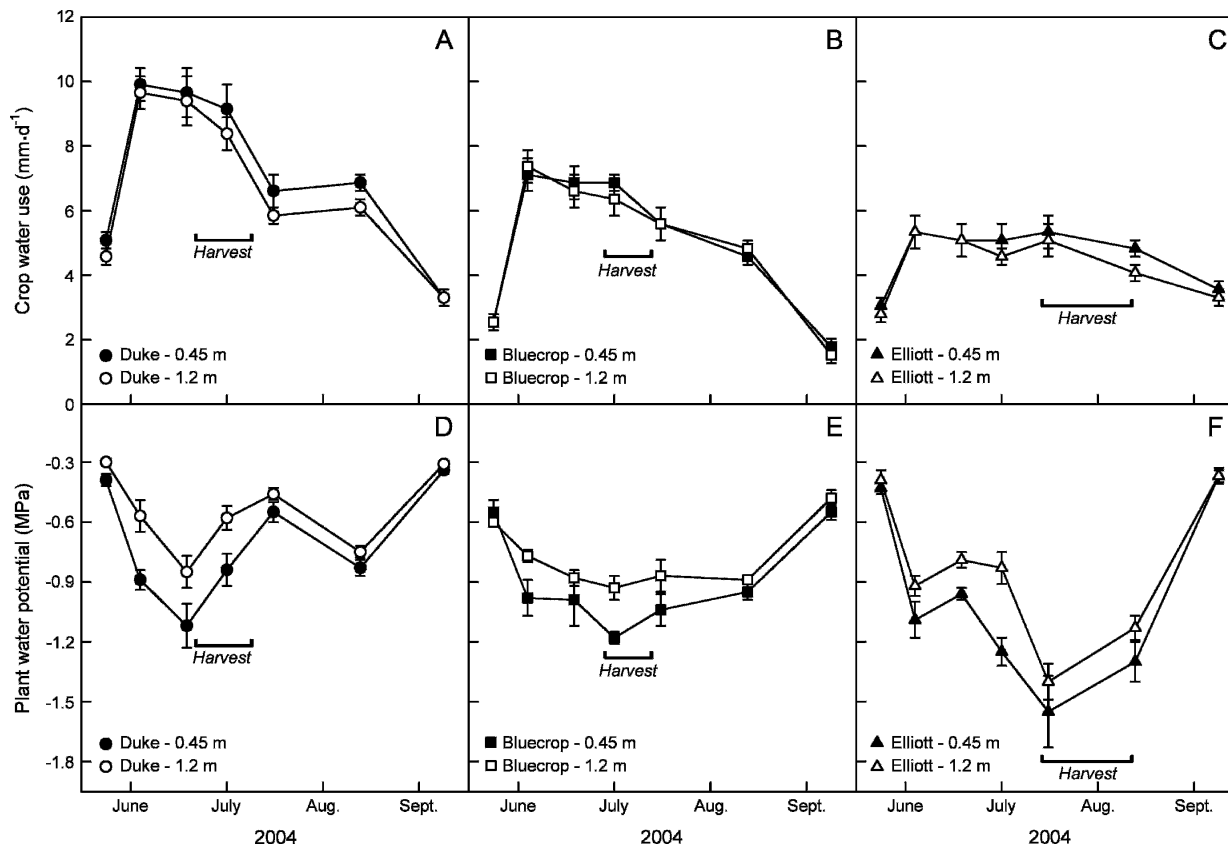 12
10
8
6
4
2
0
Crop water use (mm·d⁻¹)
A
Harvest
Duke - 0.45 m
Duke - 1.2 m
B
Harvest
Bluecrop - 0.45 m
Bluecrop - 1.2 m
C
Harvest
Elliott - 0.45 m
Elliott - 1.2 m
-0.3
-0.6
-0.9
-1.2
-1.5
-1.8
Plant water potential (MPa)
D
Harvest
Duke - 0.45 m
Duke - 1.2 m
E
Harvest
Bluecrop - 0.45 m
Bluecrop - 1.2 m
F
Elliott - 0.45 m
Elliott - 1.2 m
Harvest
June July Aug. Sept.
June July Aug. Sept.
June July Aug. Sept.
2004
2004
2004